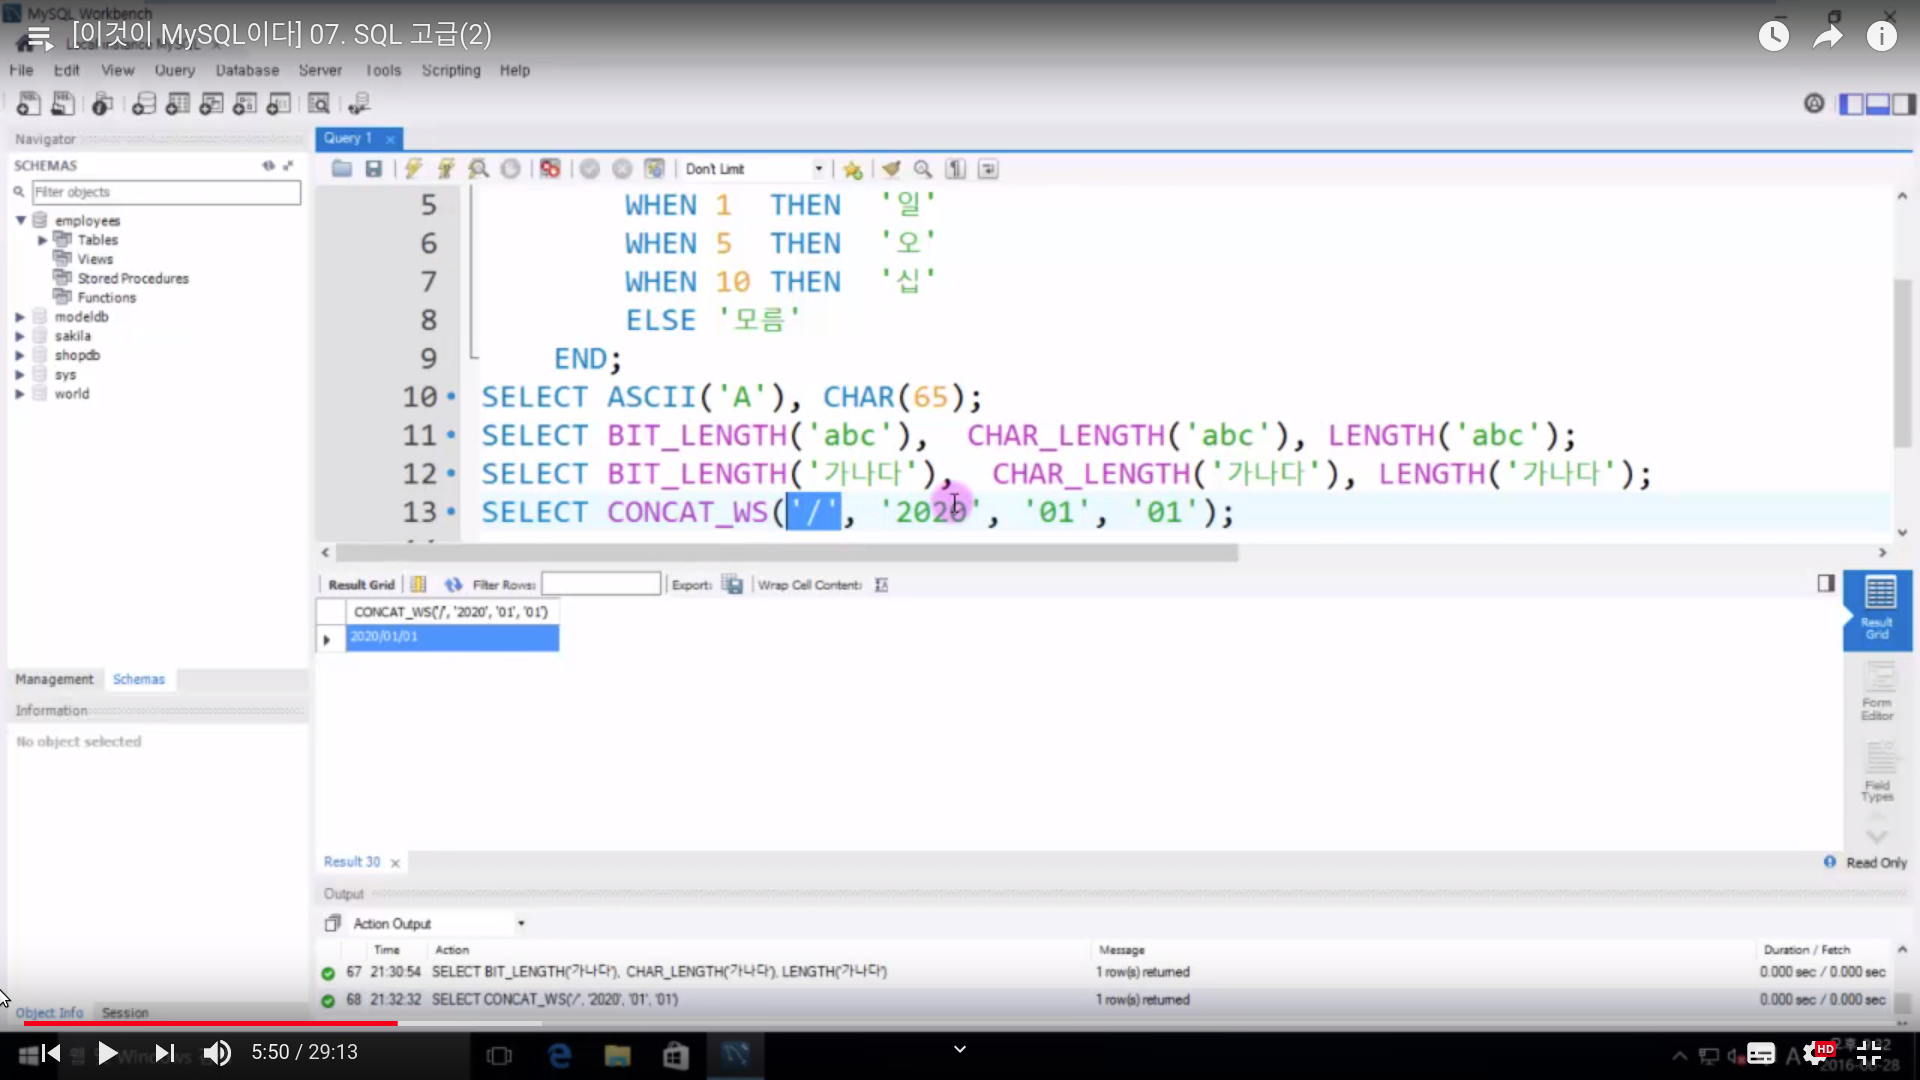 MySQL Workbench
[이것이 MySQL이다] 07. SQL 고급(2)
File Edit View Query Database Server Tools Scripting Help
Navigator
SCHEMAS
Filter objects
employees
Tables
Views
Stored Procedures
Functions
modeldb
sakila
shopdb
sys
world
Management Schemas
Information
No object selected
Object Info Session
Query 1
Don't Limit
5 WHEN 1 THEN '일'
6 WHEN 5 THEN '오'
7 WHEN 10 THEN '십'
8 ELSE '모름'
9 END;
10 SELECT ASCII('A'), CHAR(65);
11 SELECT BIT_LENGTH('abc'), CHAR_LENGTH('abc'), LENGTH('abc');
12 SELECT BIT_LENGTH('가나다'), CHAR_LENGTH('가나다'), LENGTH('가나다');
13 SELECT CONCAT_WS('/', '2020', '01', '01');
Result Grid Filter Rows: Export: Wrap Cell Content:
CONCAT_WS('/', '2020', '01', '01')
2020/01/01
Result Grid
Form Editor
Field Types
Result 30
Read Only
Output
Action Output
Time Action Message Duration / Fetch
67 21:30:54 SELECT BIT_LENGTH('가나다'), CHAR_LENGTH('가나다'), LENGTH('가나다') 1 row(s) returned 0.000 sec / 0.000 sec
68 21:32:32 SELECT CONCAT_WS('/', '2020', '01', '01') 1 row(s) returned 0.000 sec / 0.000 sec
5:50 / 29:13
HD